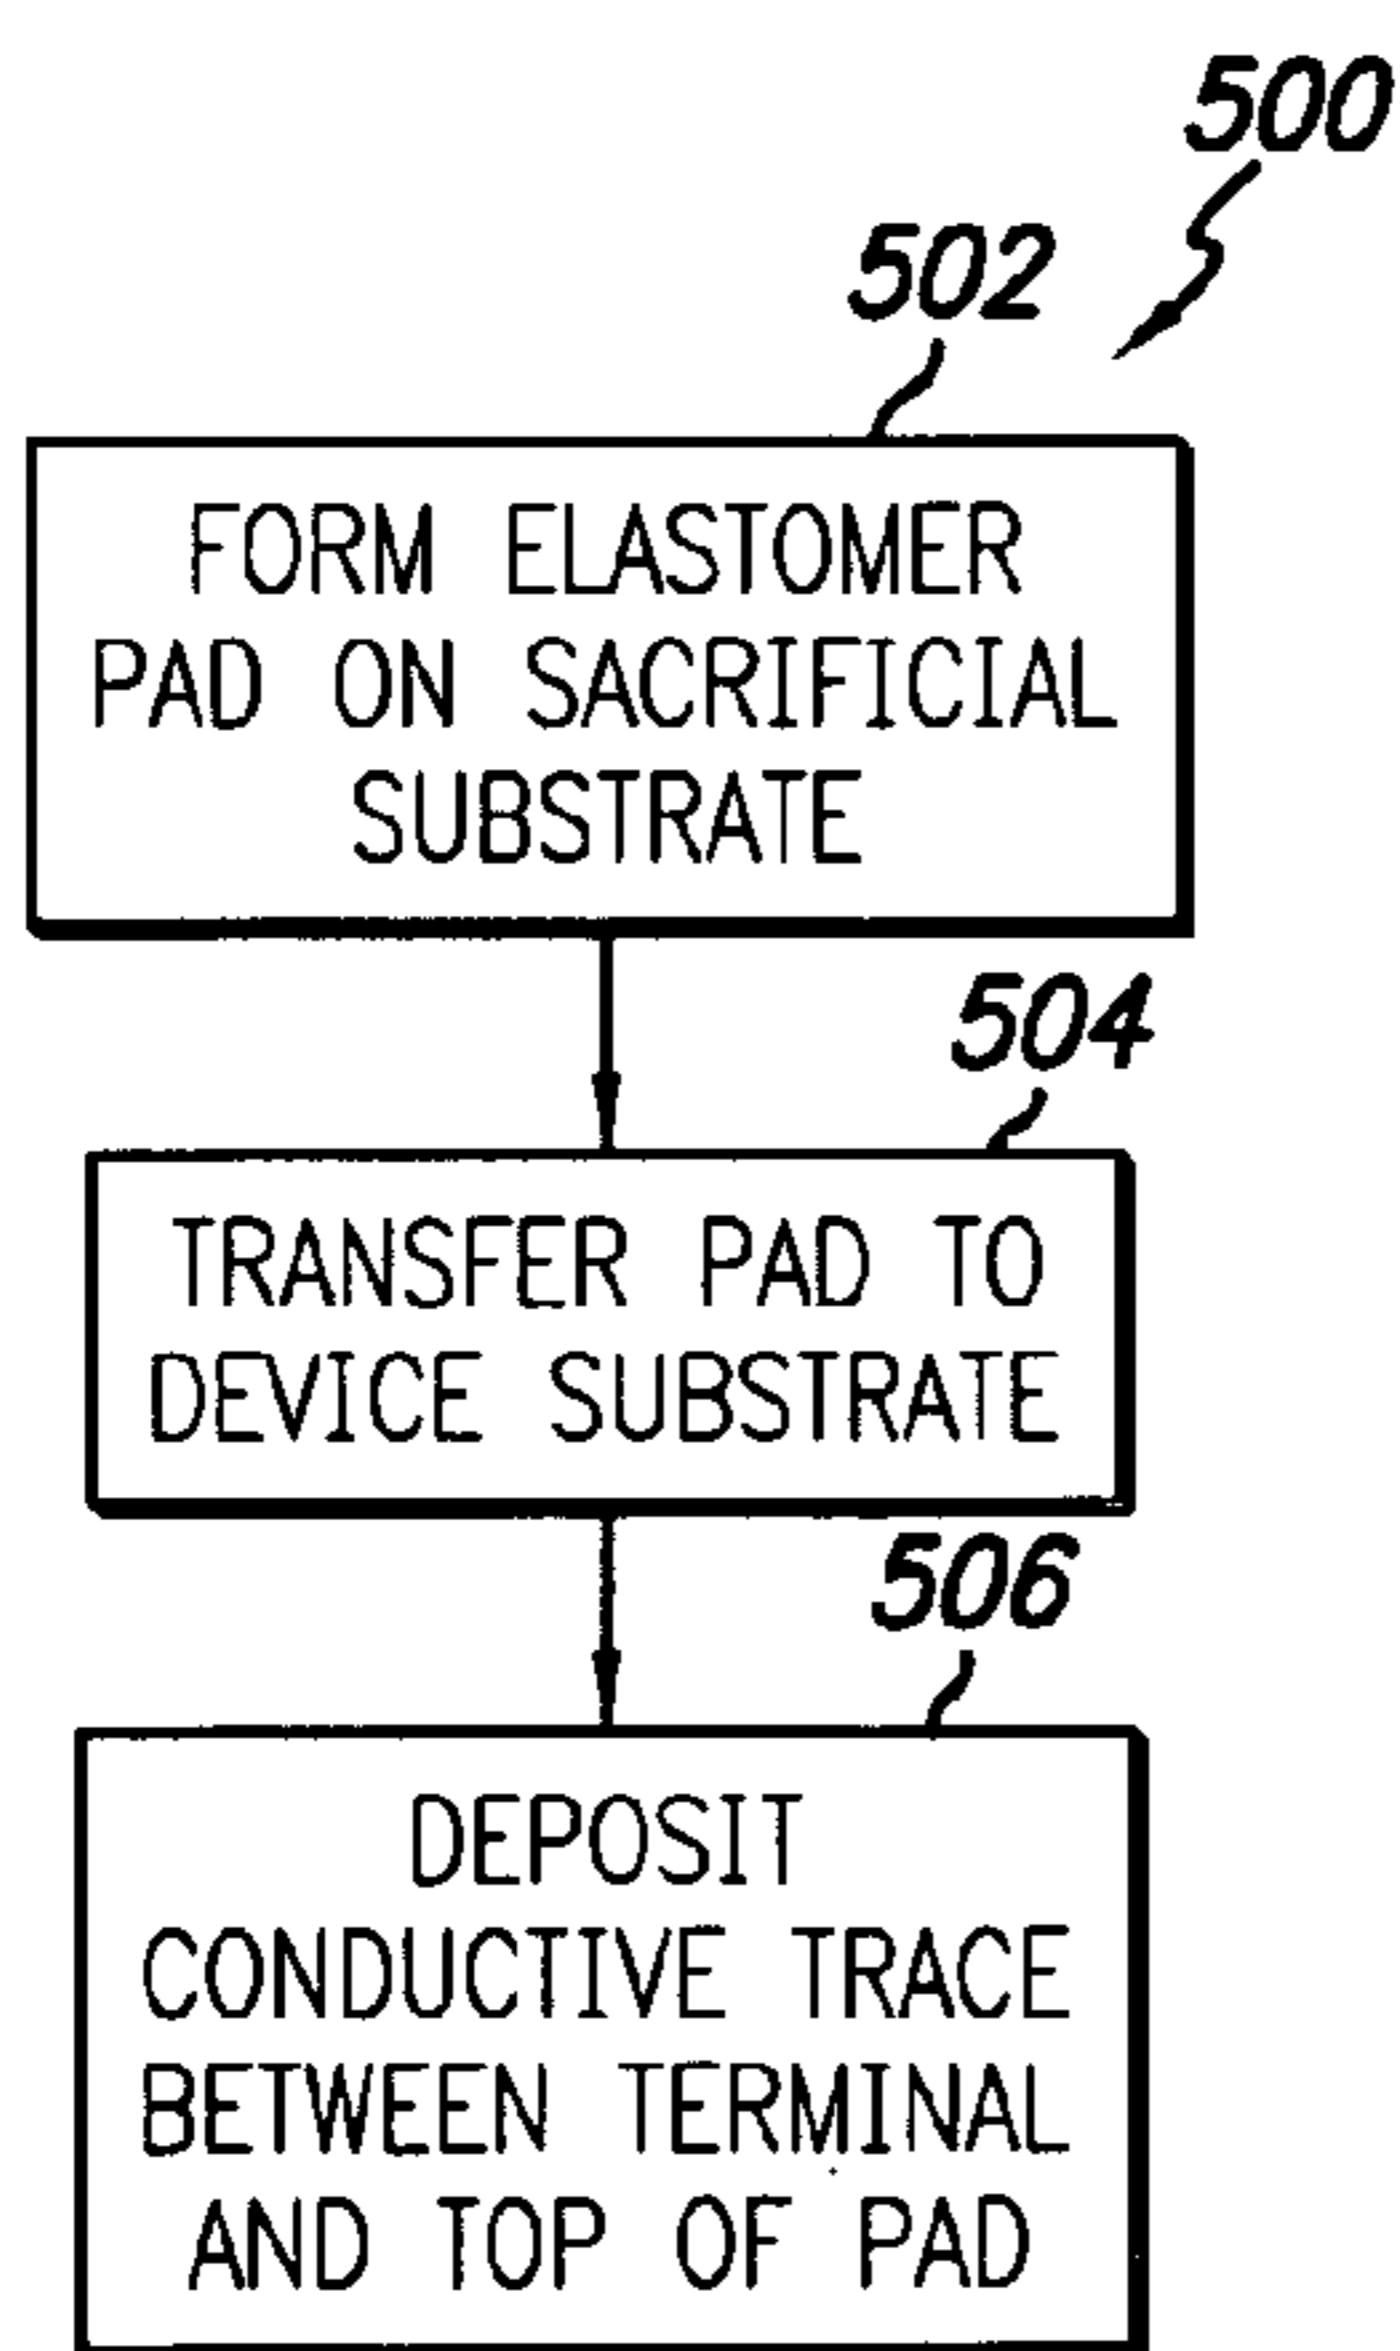 500
502
FORM ELASTOMER
PAD ON SACRIFICIAL
SUBSTRATE
504
TRANSFER PAD TO
DEVICE SUBSTRATE
506
DEPOSIT
CONDUCTIVE TRACE
BETWEEN TERMINAL
AND TOP OF PAD